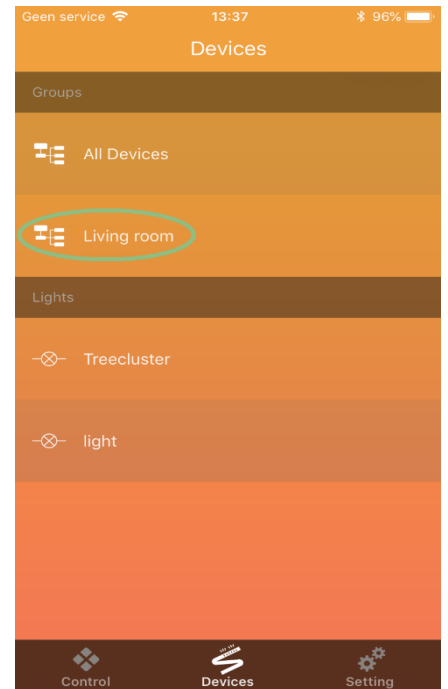 Geen service 13:37 96%
Devices
Groups
All Devices
Living room
Lights
Treecluster
light
Control Devices Setting